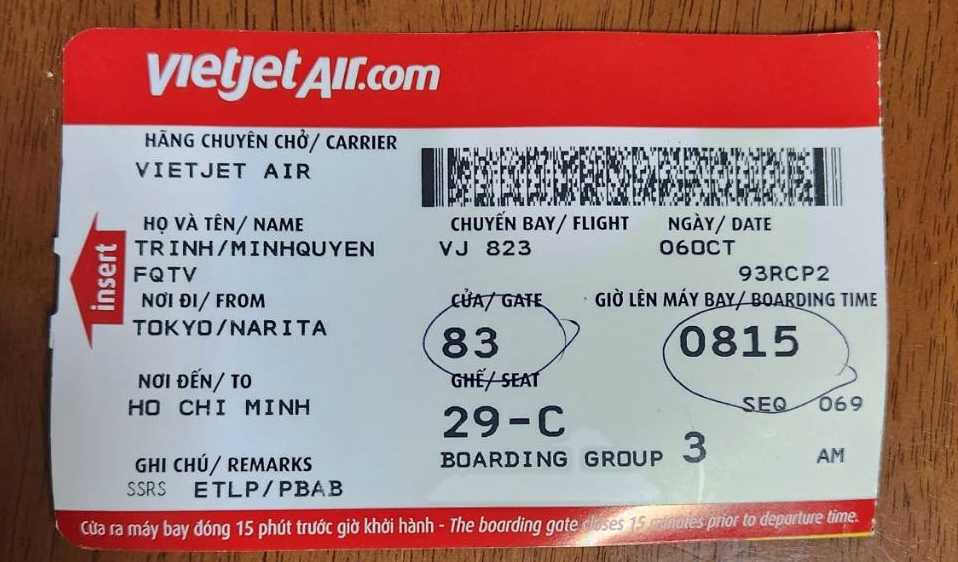 vietjetAir.com
HÃNG CHUYÊN CHỞ/ CARRIER
VIETJET AIR
HỌ VÀ TÊN/ NAME
CHUYẾN BAY/ FLIGHT
NGÀY/ DATE
TRINH/MINHQUYEN
VJ 823
06OCT
FQTV
93RCP2
insert
NƠI ĐI/ FROM
CỬA/ GATE
GIỜ LÊN MÁY BAY/ BOARDING TIME
TOKYO/NARITA
83
0815
NƠI ĐẾN/ TO
GHẾ/ SEAT
HO CHI MINH
29-C
SEQ 069
GHI CHÚ/ REMARKS
BOARDING GROUP 3
AM
SSRS ETLP/PBAB
Cửa ra máy bay đóng 15 phút trước giờ khởi hành - The boarding gate closes 15 minutes prior to departure time.